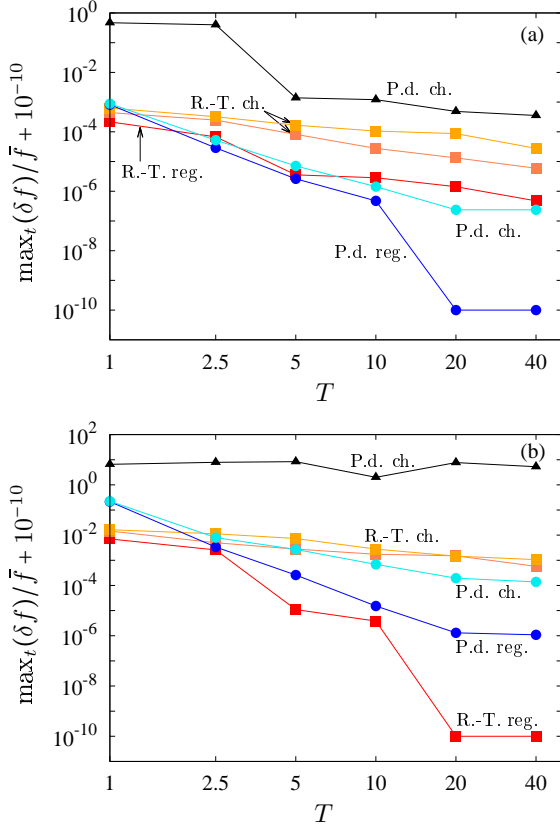 10^0
(a)
10^-2
P.d. ch.
R.-T. ch.
10^-4
R.-T. reg.
10^-6
P.d. ch.
P.d. reg.
10^-8
10^-10
max_t(δf)/f̄ + 10^-10
1 2.5 5 10 20 40
T
10^2
(b)
P.d. ch.
10^0
R.-T. ch.
10^-2
10^-4
P.d. ch.
10^-6
P.d. reg.
10^-8
R.-T. reg.
10^-10
max_t(δf)/f̄ + 10^-10
1 2.5 5 10 20 40
T